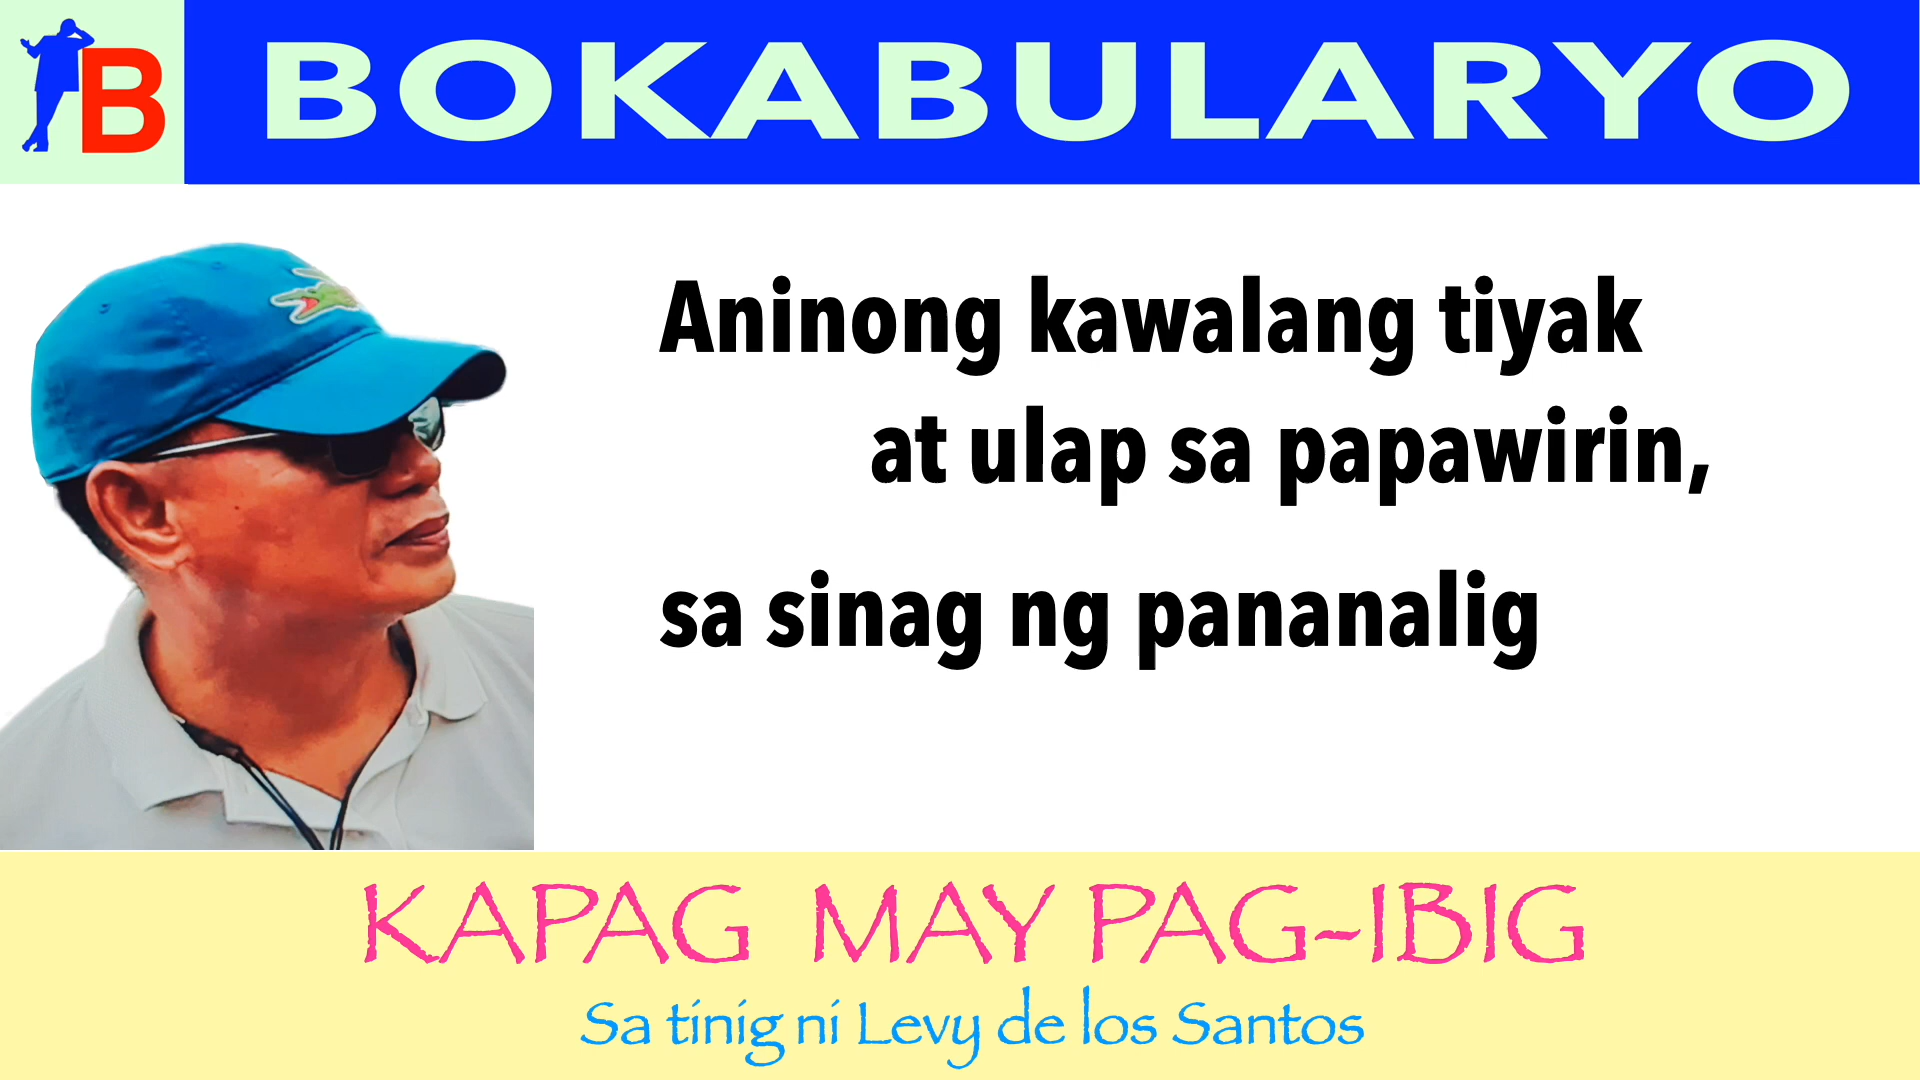 B BOKABULARYO
Aninong kawalang tiyak
at ulap sa papawirin,
sa sinag ng pananalig
KAPAG MAY PAG-IBIG
Sa tinig ni Levy de los Santos